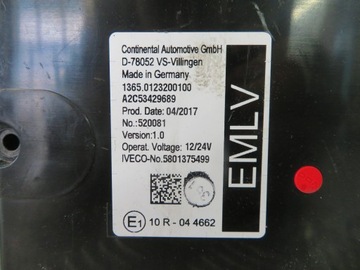 Continental Automotive GmbH
D-78052 VS-Villingen
Made in Germany
1365.0123200100
A2C53429689
Prod. Date: 04/2017
No.:520081
Version:1.0
Operat. Voltage: 12/24V
IVECO-No.5801375499
E1 10 R - 04 4662
EMLV